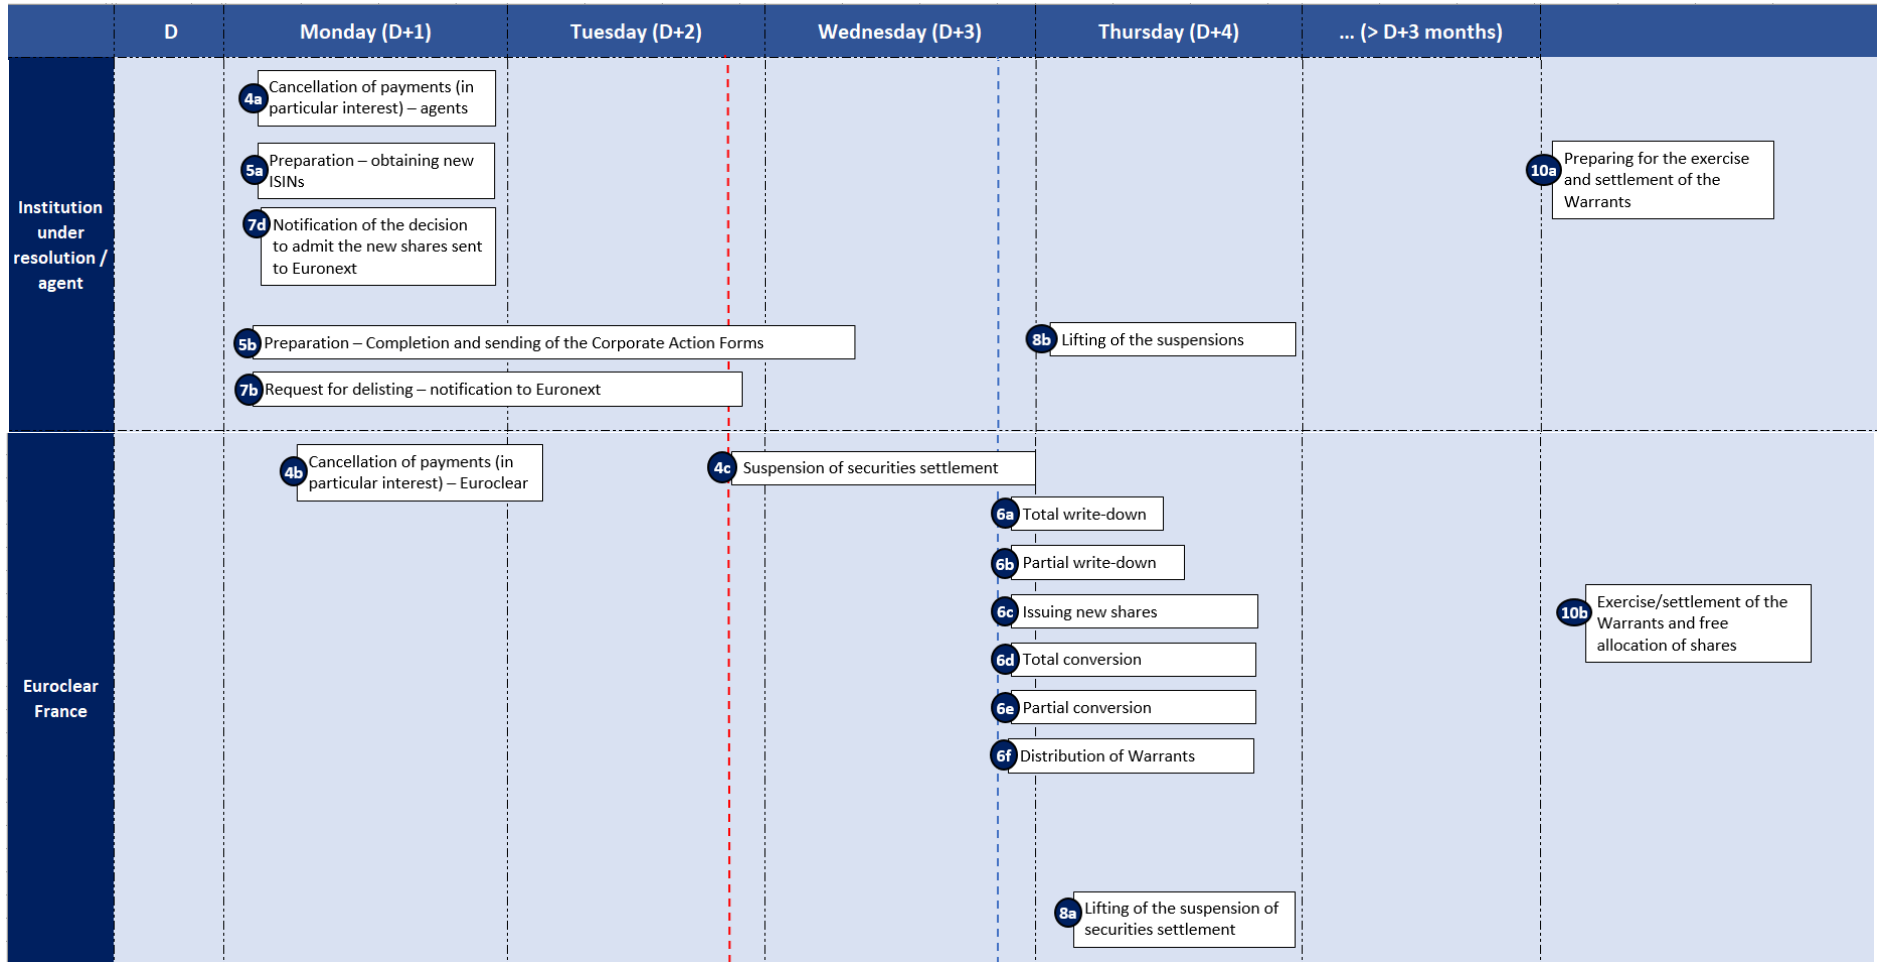 D
Monday (D+1)
Tuesday (D+2)
Wednesday (D+3)
Thursday (D+4)
... (> D+3 months)
Institution
under
resolution /
agent
4a
Cancellation of payments (in
particular interest) – agents
5a
Preparation – obtaining new
ISINs
7d
Notification of the decision
to admit the new shares sent
to Euronext
10a
Preparing for the exercise
and settlement of the
Warrants
5b
Preparation – Completion and sending of the Corporate Action Forms
8b
Lifting of the suspensions
7b
Request for delisting – notification to Euronext
Euroclear
France
4b
Cancellation of payments (in
particular interest) – Euroclear
4c
Suspension of securities settlement
6a
Total write-down
6b
Partial write-down
6c
Issuing new shares
6d
Total conversion
6e
Partial conversion
6f
Distribution of Warrants
10b
Exercise/settlement of the
Warrants and free
allocation of shares
8a
Lifting of the suspension of
securities settlement